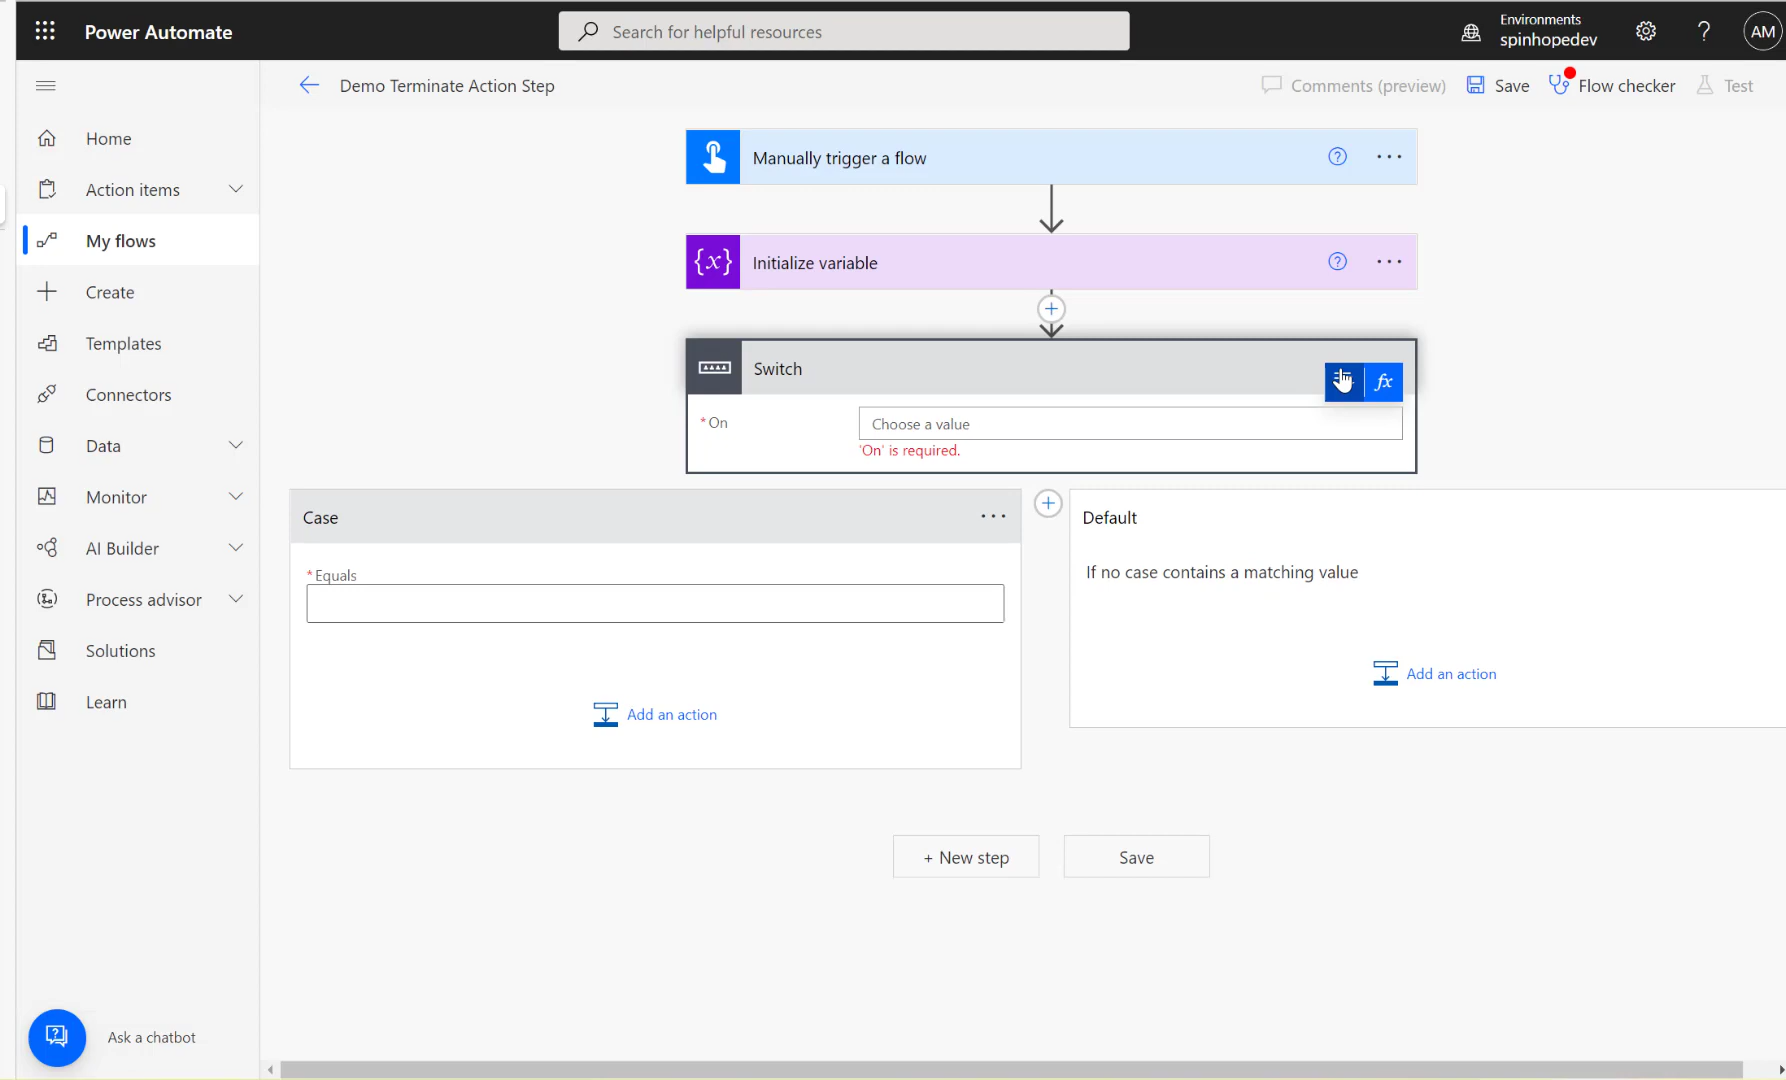 Power Automate
Search for helpful resources
Environments
spinhopedev
?
AM
Demo Terminate Action Step
Comments (preview)
Save
Flow checker
Test
Home
Action items
My flows
Create
Templates
Connectors
Data
Monitor
AI Builder
Process advisor
Solutions
Learn
Ask a chatbot
Manually trigger a flow
?
{x}
Initialize variable
?
Switch
fx
* On
Choose a value
'On' is required.
Case
* Equals
Add an action
Default
If no case contains a matching value
Add an action
+ New step
Save